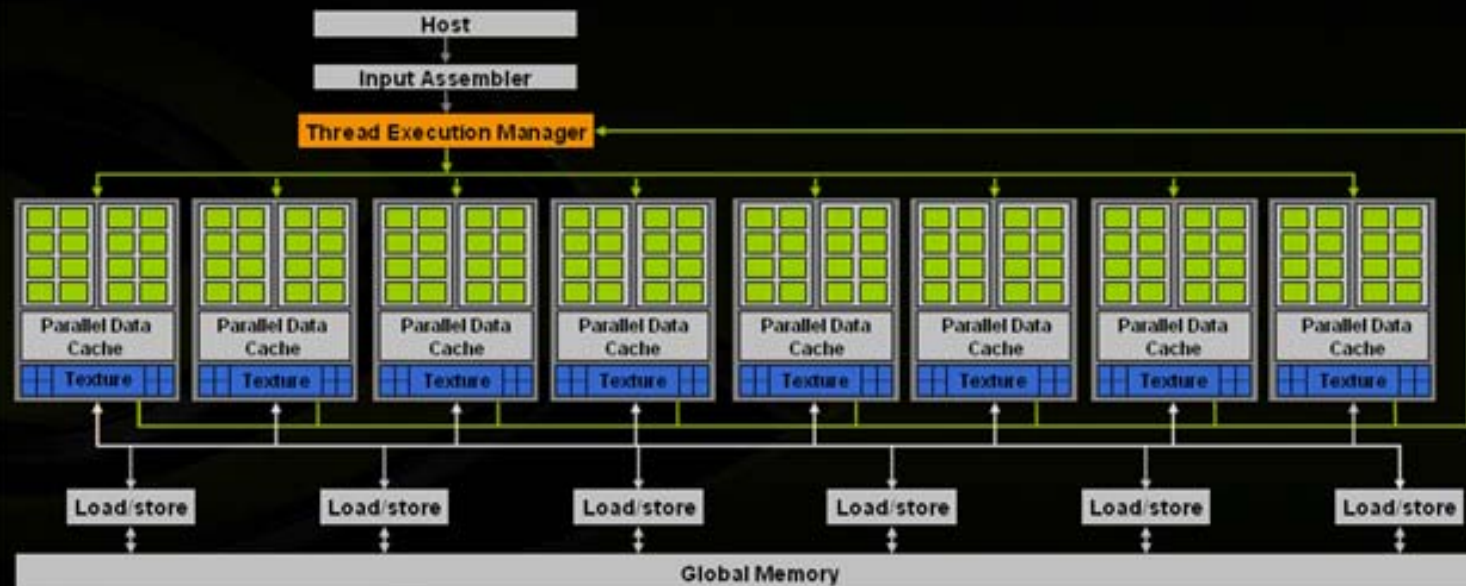 Host
Input Assembler
Thread Execution Manager
Parallel Data
Cache
Texture
Parallel Data
Cache
Texture
Parallel Data
Cache
Texture
Parallel Data
Cache
Texture
Parallel Data
Cache
Texture
Parallel Data
Cache
Texture
Parallel Data
Cache
Texture
Parallel Data
Cache
Texture
Load/store
Load/store
Load/store
Load/store
Load/store
Load/store
Global Memory